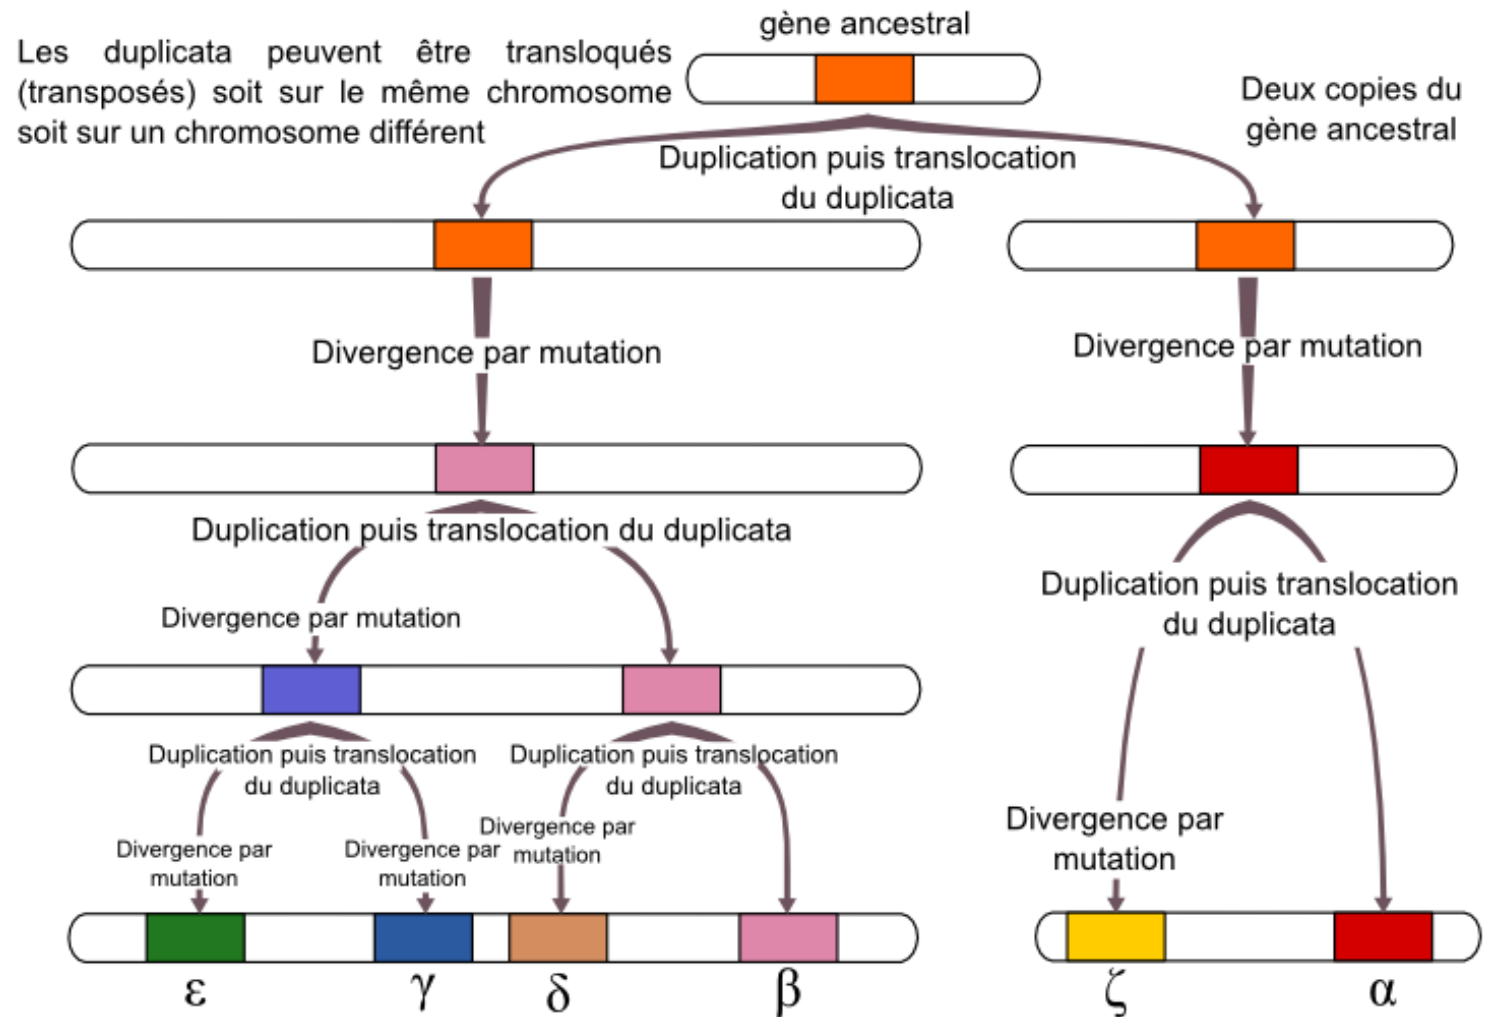 gène ancestral
Les duplicata peuvent être transloqués
(transposés) soit sur le même chromosome
soit sur un chromosome différent
Deux copies du
gène ancestral
Duplication puis translocation
du duplicata
Divergence par mutation
Divergence par mutation
Duplication puis translocation du duplicata
Duplication puis translocation
du duplicata
Divergence par mutation
Duplication puis translocation
du duplicata
Duplication puis translocation
du duplicata
Divergence par
mutation
Divergence par
mutation
Divergence par
mutation
Divergence par
mutation
ε γ δ β ζ α